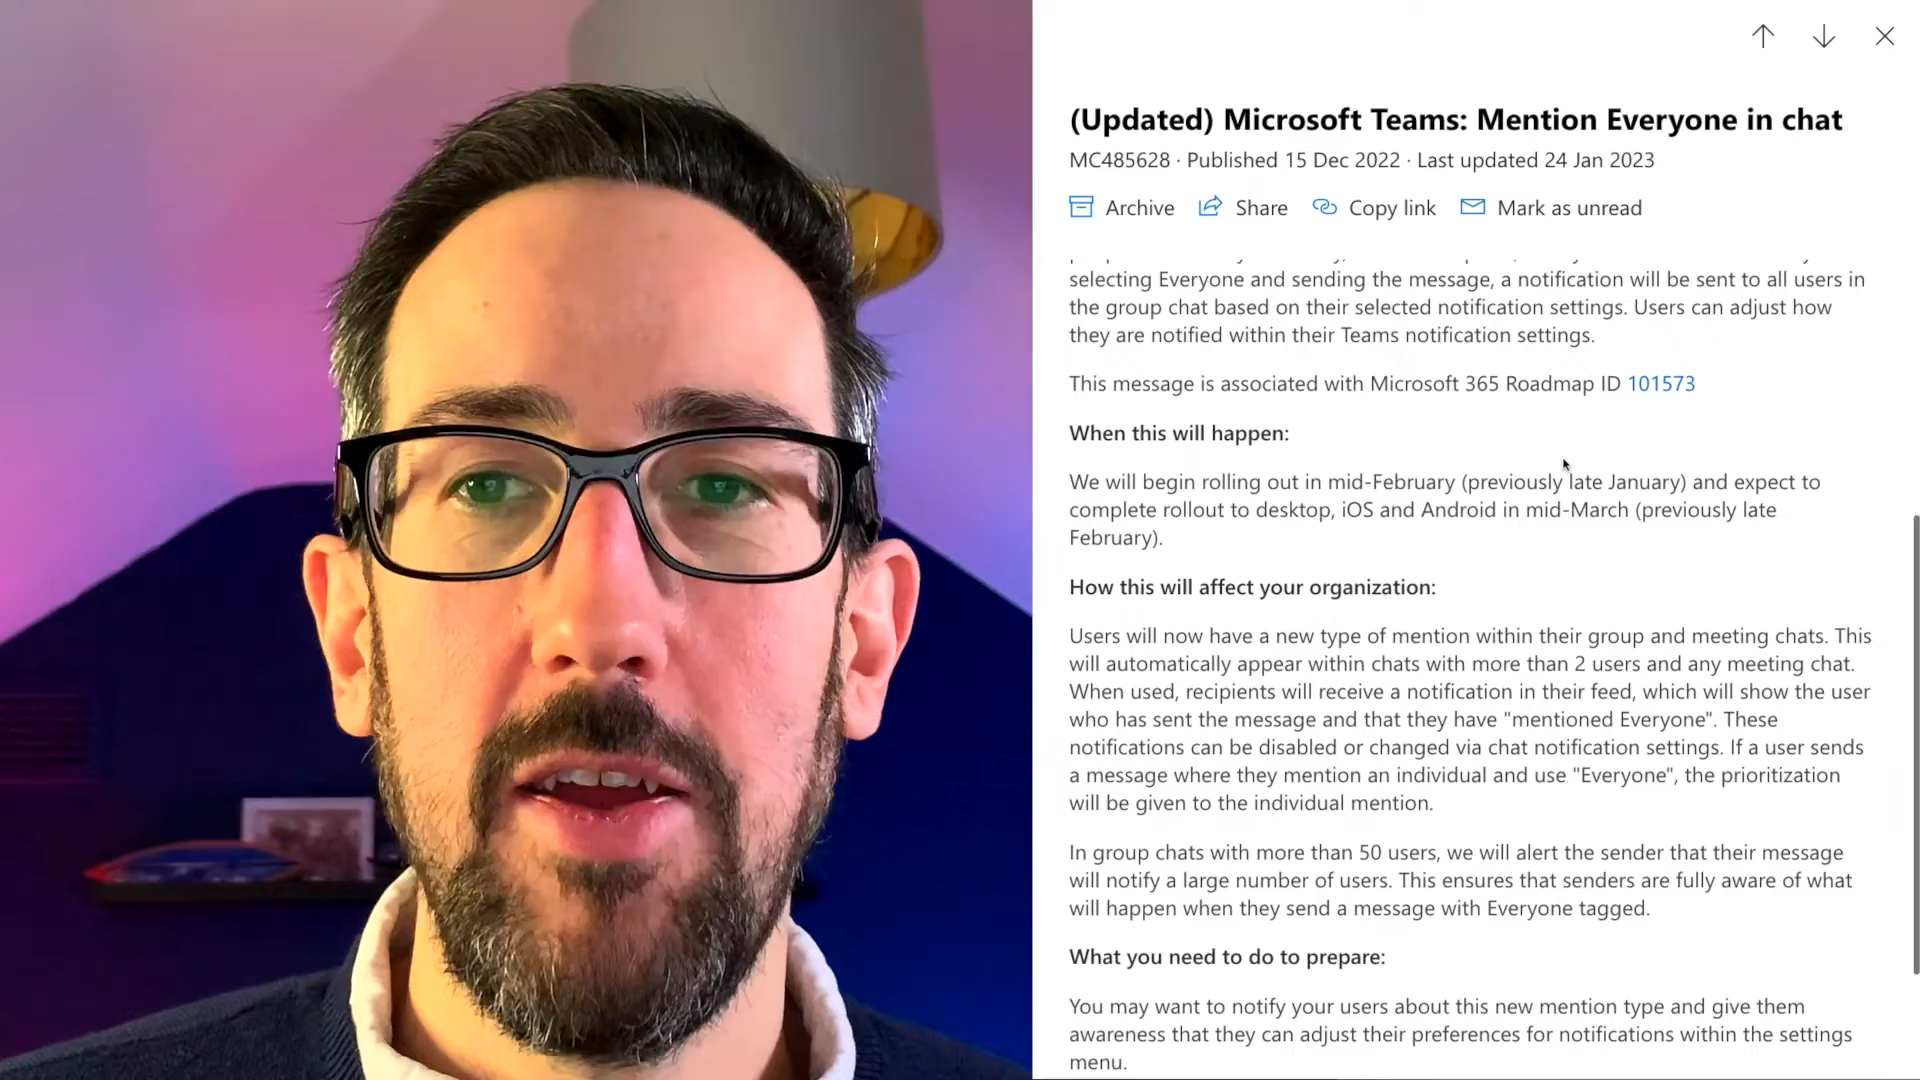 (Updated) Microsoft Teams: Mention Everyone in chat
MC485628 · Published 15 Dec 2022 · Last updated 24 Jan 2023
Archive Share Copy link Mark as unread
selecting Everyone and sending the message, a notification will be sent to all users in
the group chat based on their selected notification settings. Users can adjust how
they are notified within their Teams notification settings.
This message is associated with Microsoft 365 Roadmap ID 101573
When this will happen:
We will begin rolling out in mid-February (previously late January) and expect to
complete rollout to desktop, iOS and Android in mid-March (previously late
February).
How this will affect your organization:
Users will now have a new type of mention within their group and meeting chats. This
will automatically appear within chats with more than 2 users and any meeting chat.
When used, recipients will receive a notification in their feed, which will show the user
who has sent the message and that they have "mentioned Everyone". These
notifications can be disabled or changed via chat notification settings. If a user sends
a message where they mention an individual and use "Everyone", the prioritization
will be given to the individual mention.
In group chats with more than 50 users, we will alert the sender that their message
will notify a large number of users. This ensures that senders are fully aware of what
will happen when they send a message with Everyone tagged.
What you need to do to prepare:
You may want to notify your users about this new mention type and give them
awareness that they can adjust their preferences for notifications within the settings
menu.